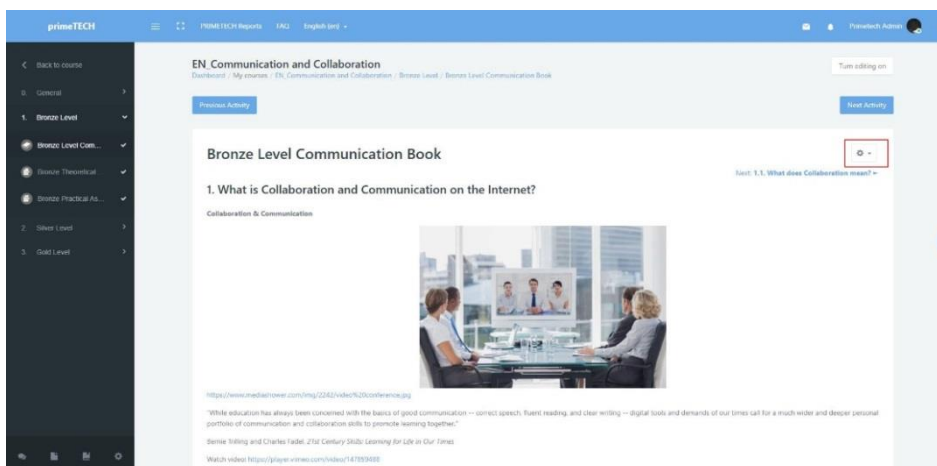 primeTECH
PRIMETECH Reports FAQ English (en)
Primetech Admin
Back to course
0. General
1. Bronze Level
Bronze Level Com...
Bronze Theoretical
Bronze Practical As...
2. Silver Level
3. Gold Level
EN_Communication and Collaboration
Dashboard / My courses / EN_Communication and Collaboration / Bronze Level / Bronze Level Communication Book
Turn editing on
Previous Activity
Next Activity
Bronze Level Communication Book
Next: 1.1. What does Collaboration mean?
1. What is Collaboration and Communication on the Internet?
Collaboration & Communication
https://www.mediathrower.com/img/2242/video%20conference.jpg
"While education has always been concerned with the basics of good communication -- correct speech, fluent reading, and clear writing -- digital tools and demands of our times call for a much wider and deeper personal
portfolio of communication and collaboration skills to promote learning together."
Bernie Trilling and Charles Fadel, 21st Century Skills: Learning for Life in Our Times
Watch video! https://player.vimeo.com/video/147859488